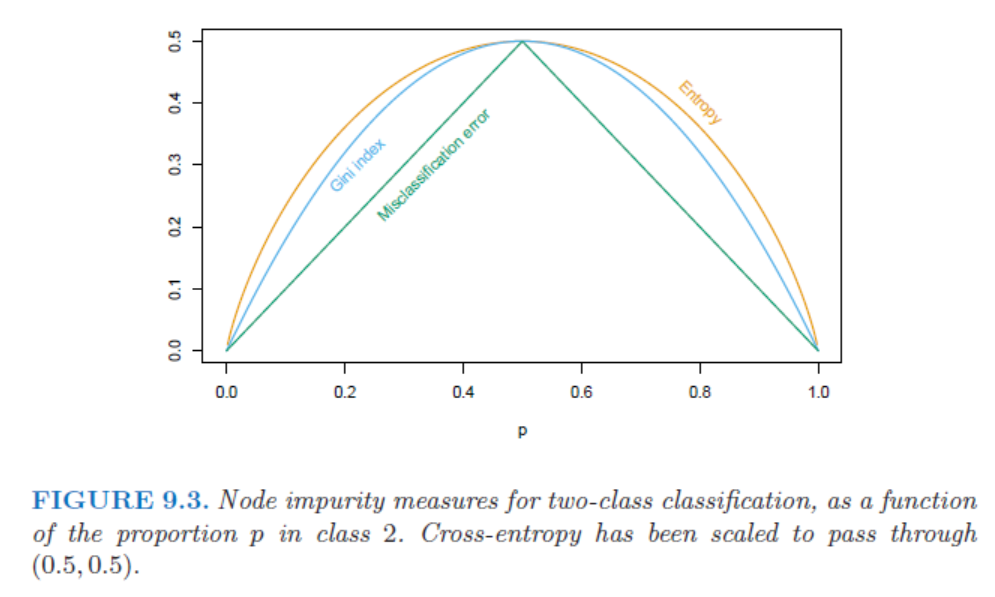 0.5
0.4
0.3
0.2
0.1
0.0
Entropy
Gini index
Misclassification error
0.0 0.2 0.4 0.6 0.8 1.0
p
FIGURE 9.3. Node impurity measures for two-class classification, as a function
of the proportion p in class 2. Cross-entropy has been scaled to pass through
(0.5, 0.5).